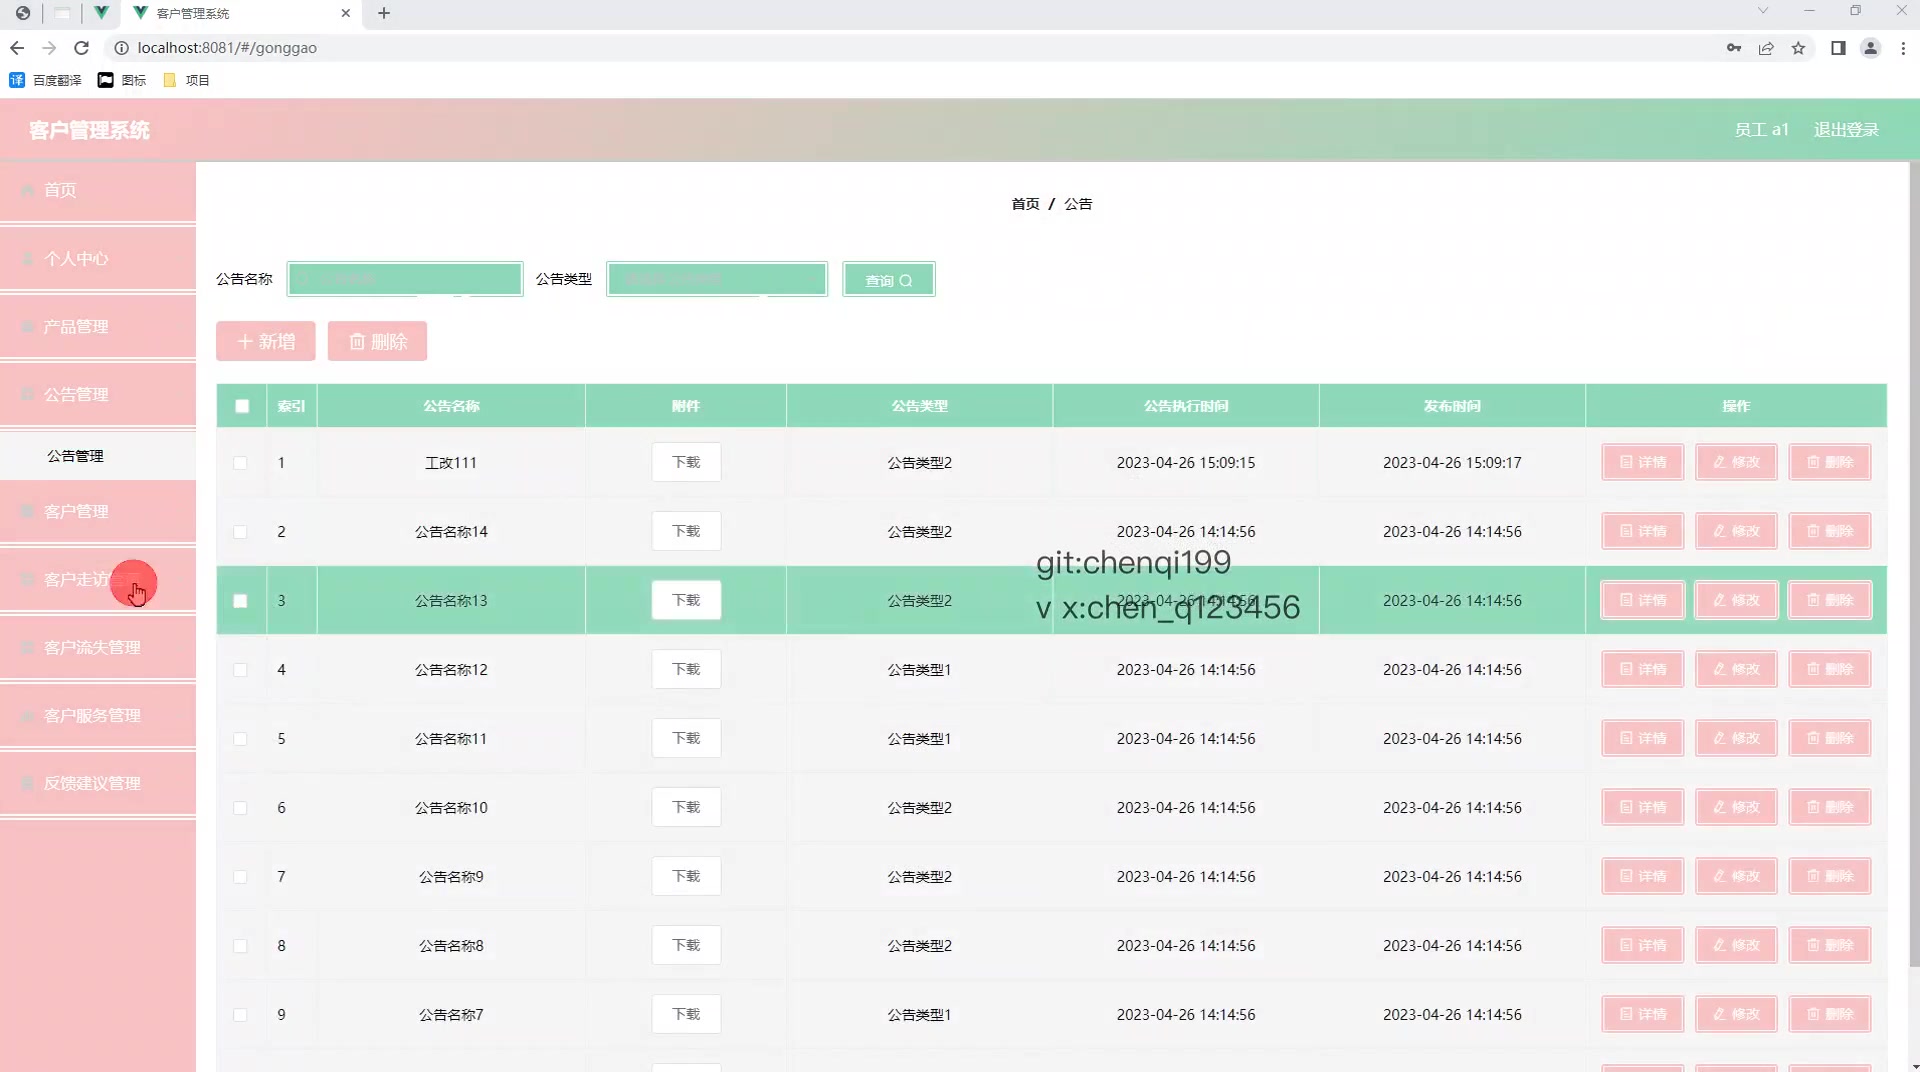 客户管理系统
localhost:8081/#/gonggao
百度翻译 图标 项目
客户管理系统
员工 a1 退出登录
首页
个人中心
产品管理
公告管理
公告管理
客户管理
客户走访
客户流失管理
客户服务管理
反馈建议管理
首页 / 公告
公告名称 公告类型 查询
新增 删除
索引 公告名称 附件 公告类型 公告执行时间 发布时间 操作
1 工改111 下载 公告类型2 2023-04-26 15:09:15 2023-04-26 15:09:17 详情 修改 删除
2 公告名称14 下载 公告类型2 2023-04-26 14:14:56 2023-04-26 14:14:56 详情 修改 删除
git:chenqi199
3 公告名称13 下载 公告类型2 2023-04-26 14:14:56 2023-04-26 14:14:56 详情 修改 删除
v x:chen_q123456
4 公告名称12 下载 公告类型1 2023-04-26 14:14:56 2023-04-26 14:14:56 详情 修改 删除
5 公告名称11 下载 公告类型1 2023-04-26 14:14:56 2023-04-26 14:14:56 详情 修改 删除
6 公告名称10 下载 公告类型2 2023-04-26 14:14:56 2023-04-26 14:14:56 详情 修改 删除
7 公告名称9 下载 公告类型2 2023-04-26 14:14:56 2023-04-26 14:14:56 详情 修改 删除
8 公告名称8 下载 公告类型2 2023-04-26 14:14:56 2023-04-26 14:14:56 详情 修改 删除
9 公告名称7 下载 公告类型1 2023-04-26 14:14:56 2023-04-26 14:14:56 详情 修改 删除